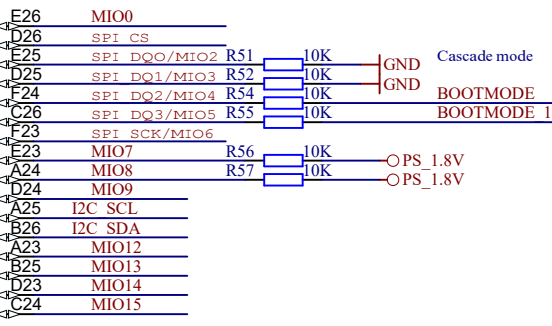 E26 MIO0
D26 SPI CS
E25 SPI DQ0/MIO2 R51 10K GND Cascade mode
D25 SPI DQ1/MIO3 R52 10K GND
F24 SPI DQ2/MIO4 R54 10K BOOTMODE
C26 SPI DQ3/MIO5 R55 10K BOOTMODE 1
F23 SPI SCK/MIO6
E23 MIO7 R56 10K PS_1.8V
A24 MIO8 R57 10K PS_1.8V
D24 MIO9
A25 I2C SCL
B26 I2C SDA
A23 MIO12
B25 MIO13
D23 MIO14
C24 MIO15